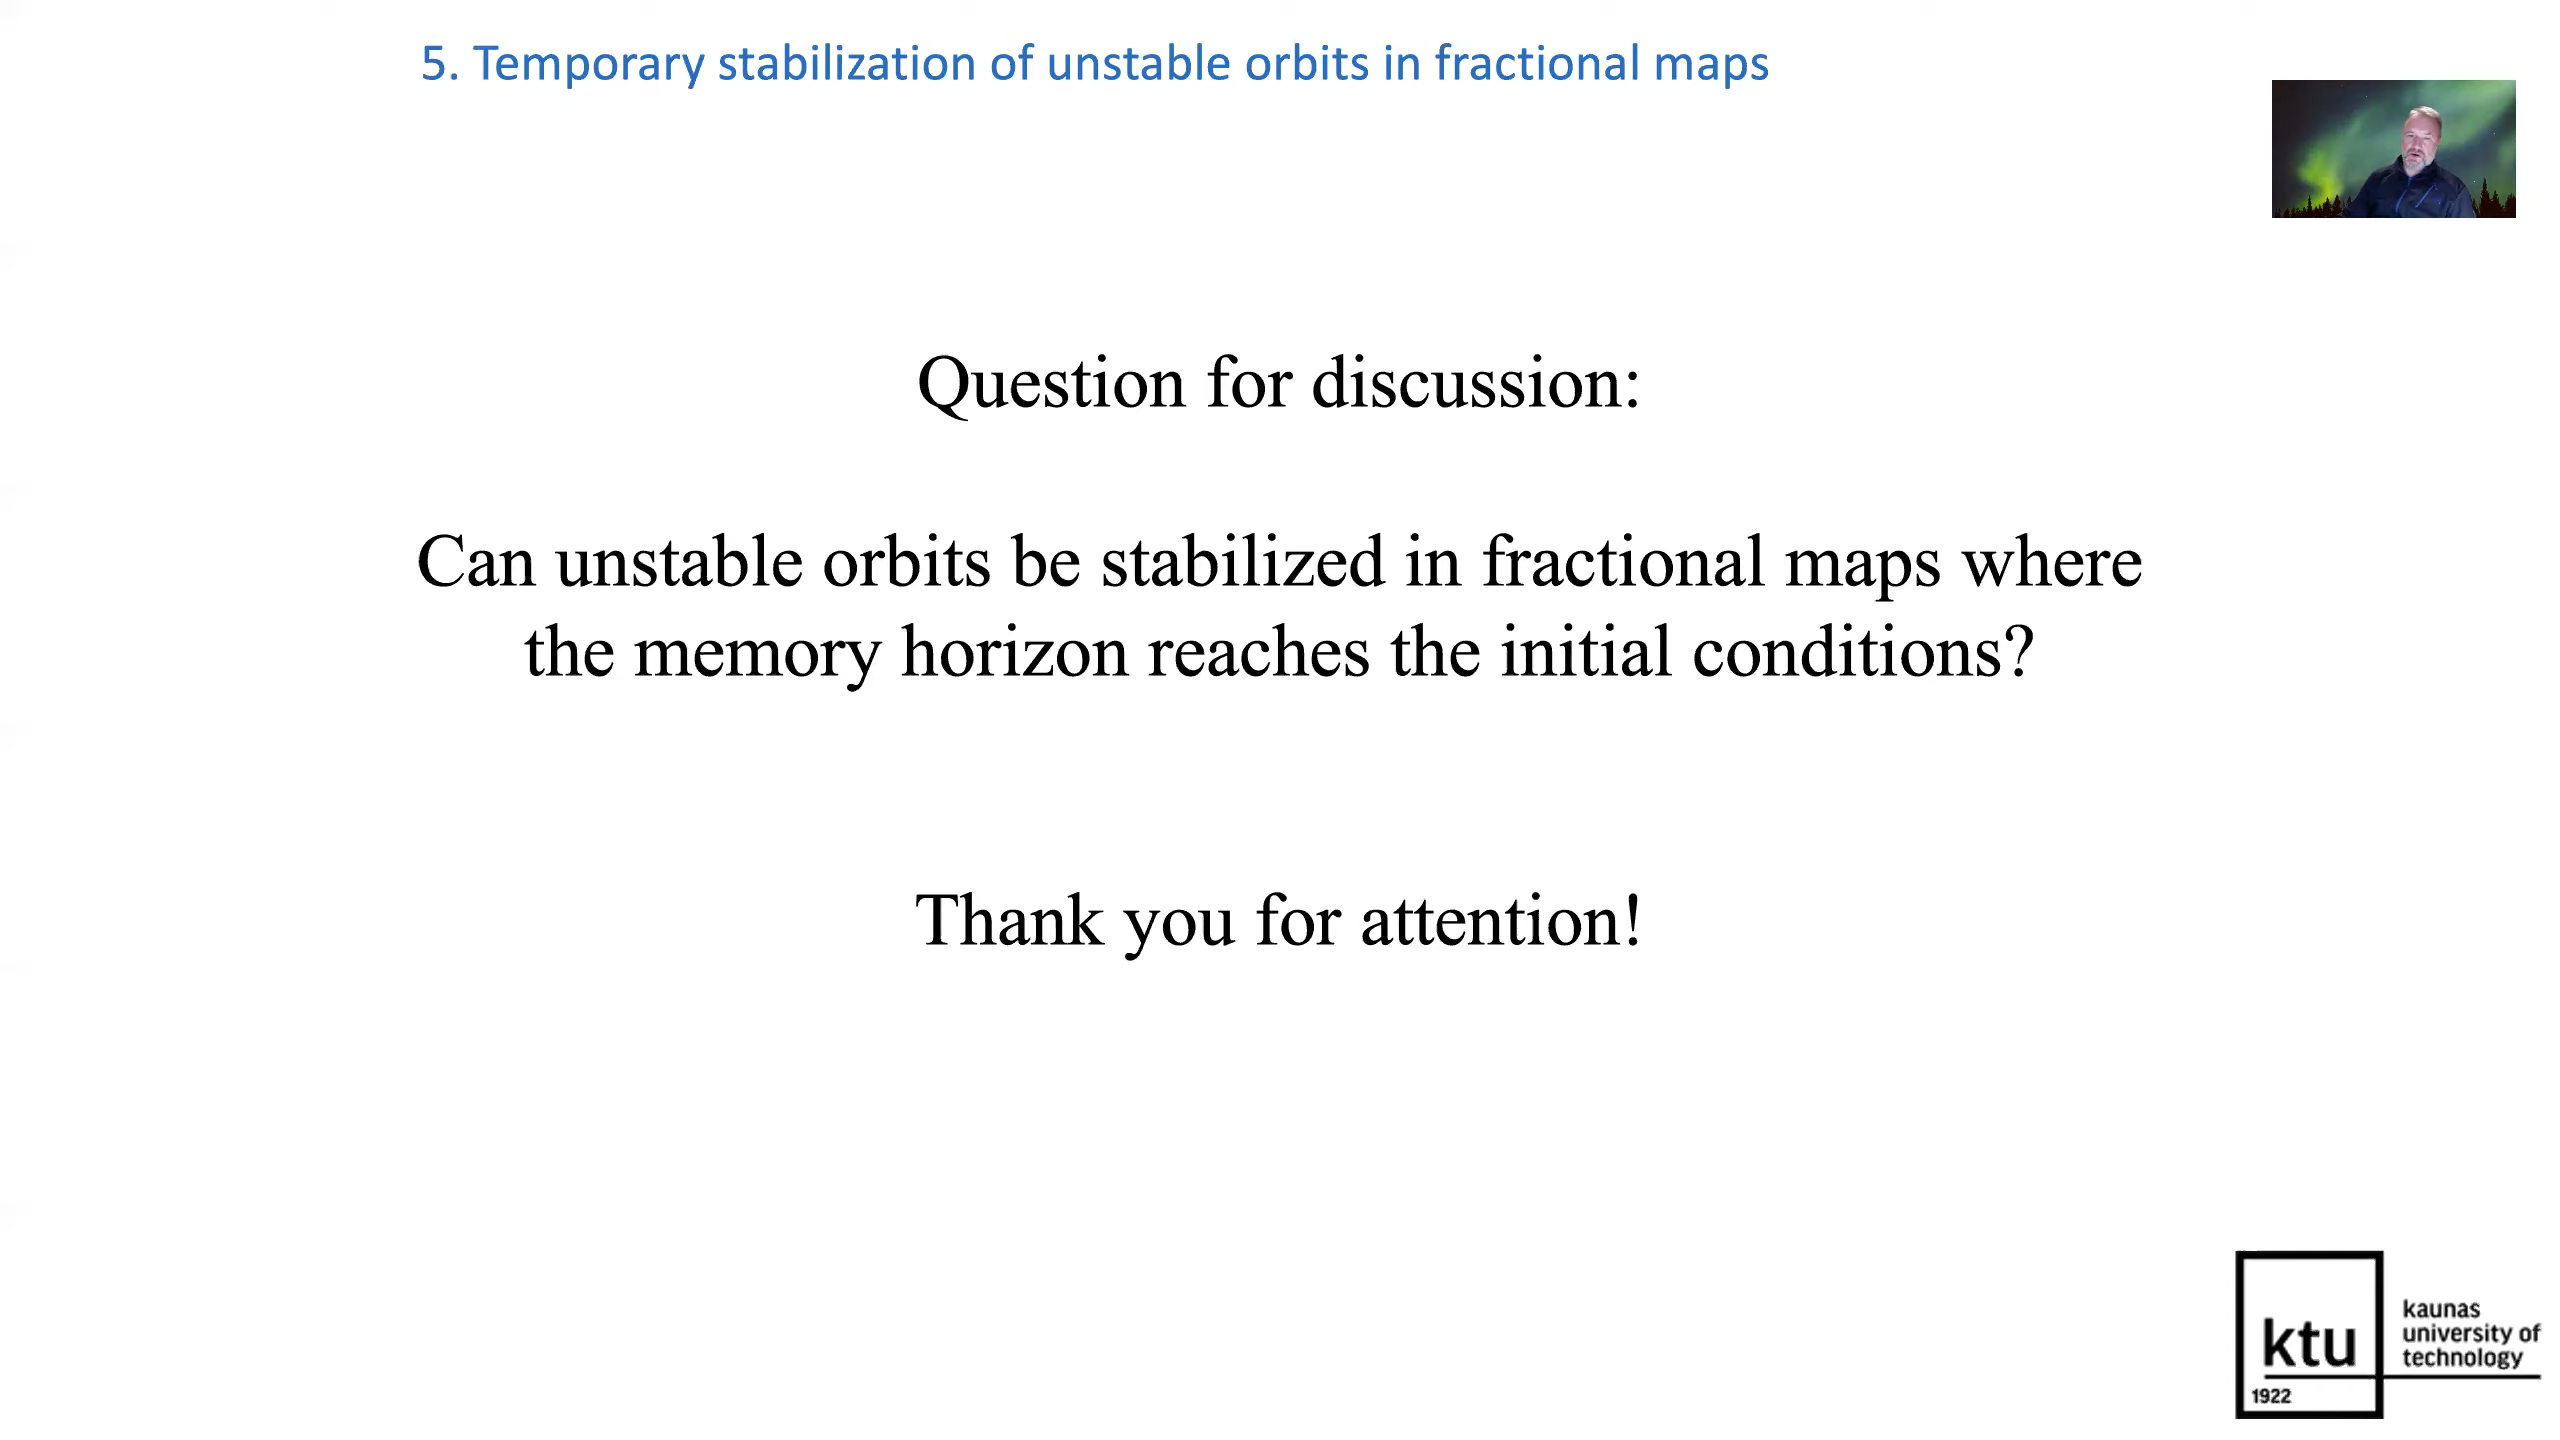 5. Temporary stabilization of unstable orbits in fractional maps
Question for discussion:
Can unstable orbits be stabilized in fractional maps where
the memory horizon reaches the initial conditions?
Thank you for attention!
ktu
1922
kaunas
university of
technology